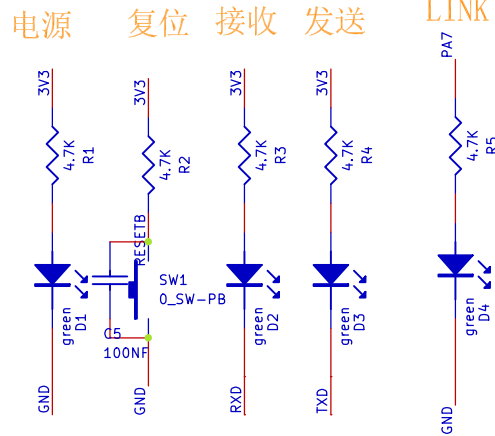 电源
复位
接收
发送
LINK
3V3
3V3
3V3
3V3
PA7
4.7K
R1
4.7K
R2
4.7K
R3
4.7K
R4
4.7K
R5
RESETB
SW1
O_SW-PB
C5
100NF
green
D1
green
D2
green
D3
green
D4
GND
GND
RXD
TXD
GND